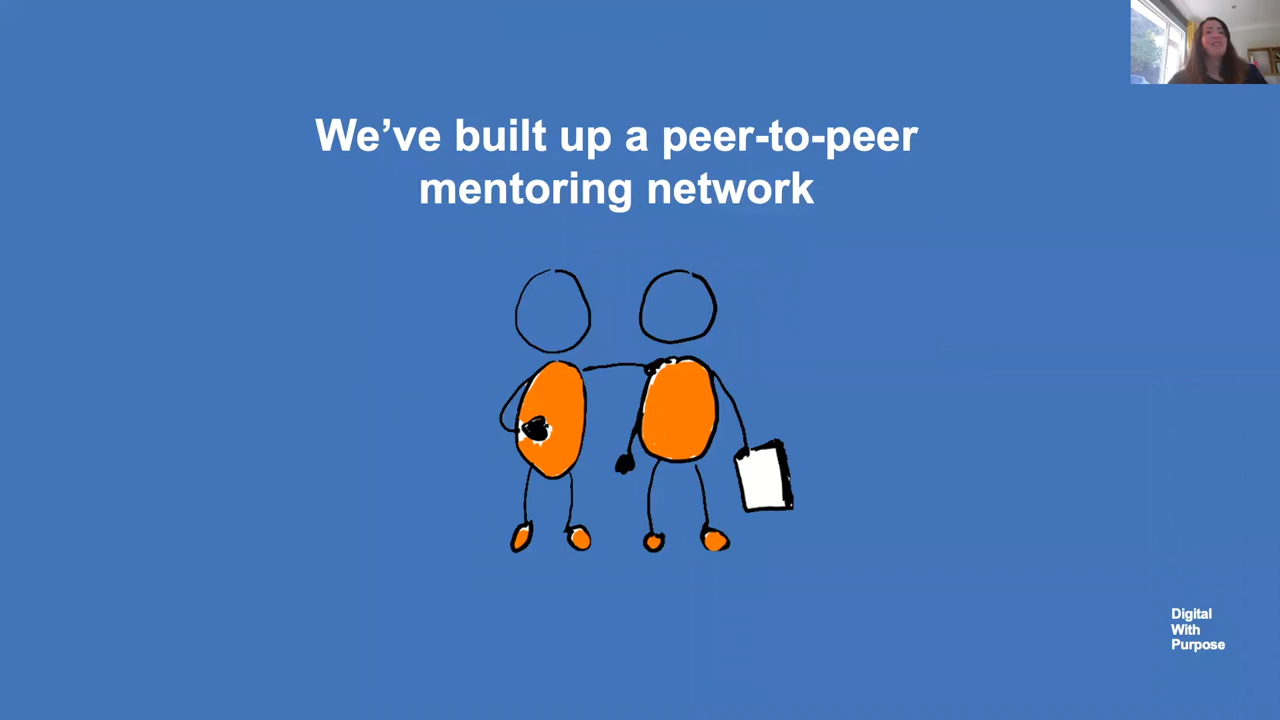 We’ve built up a peer-to-peer
mentoring network
Digital
With
Purpose